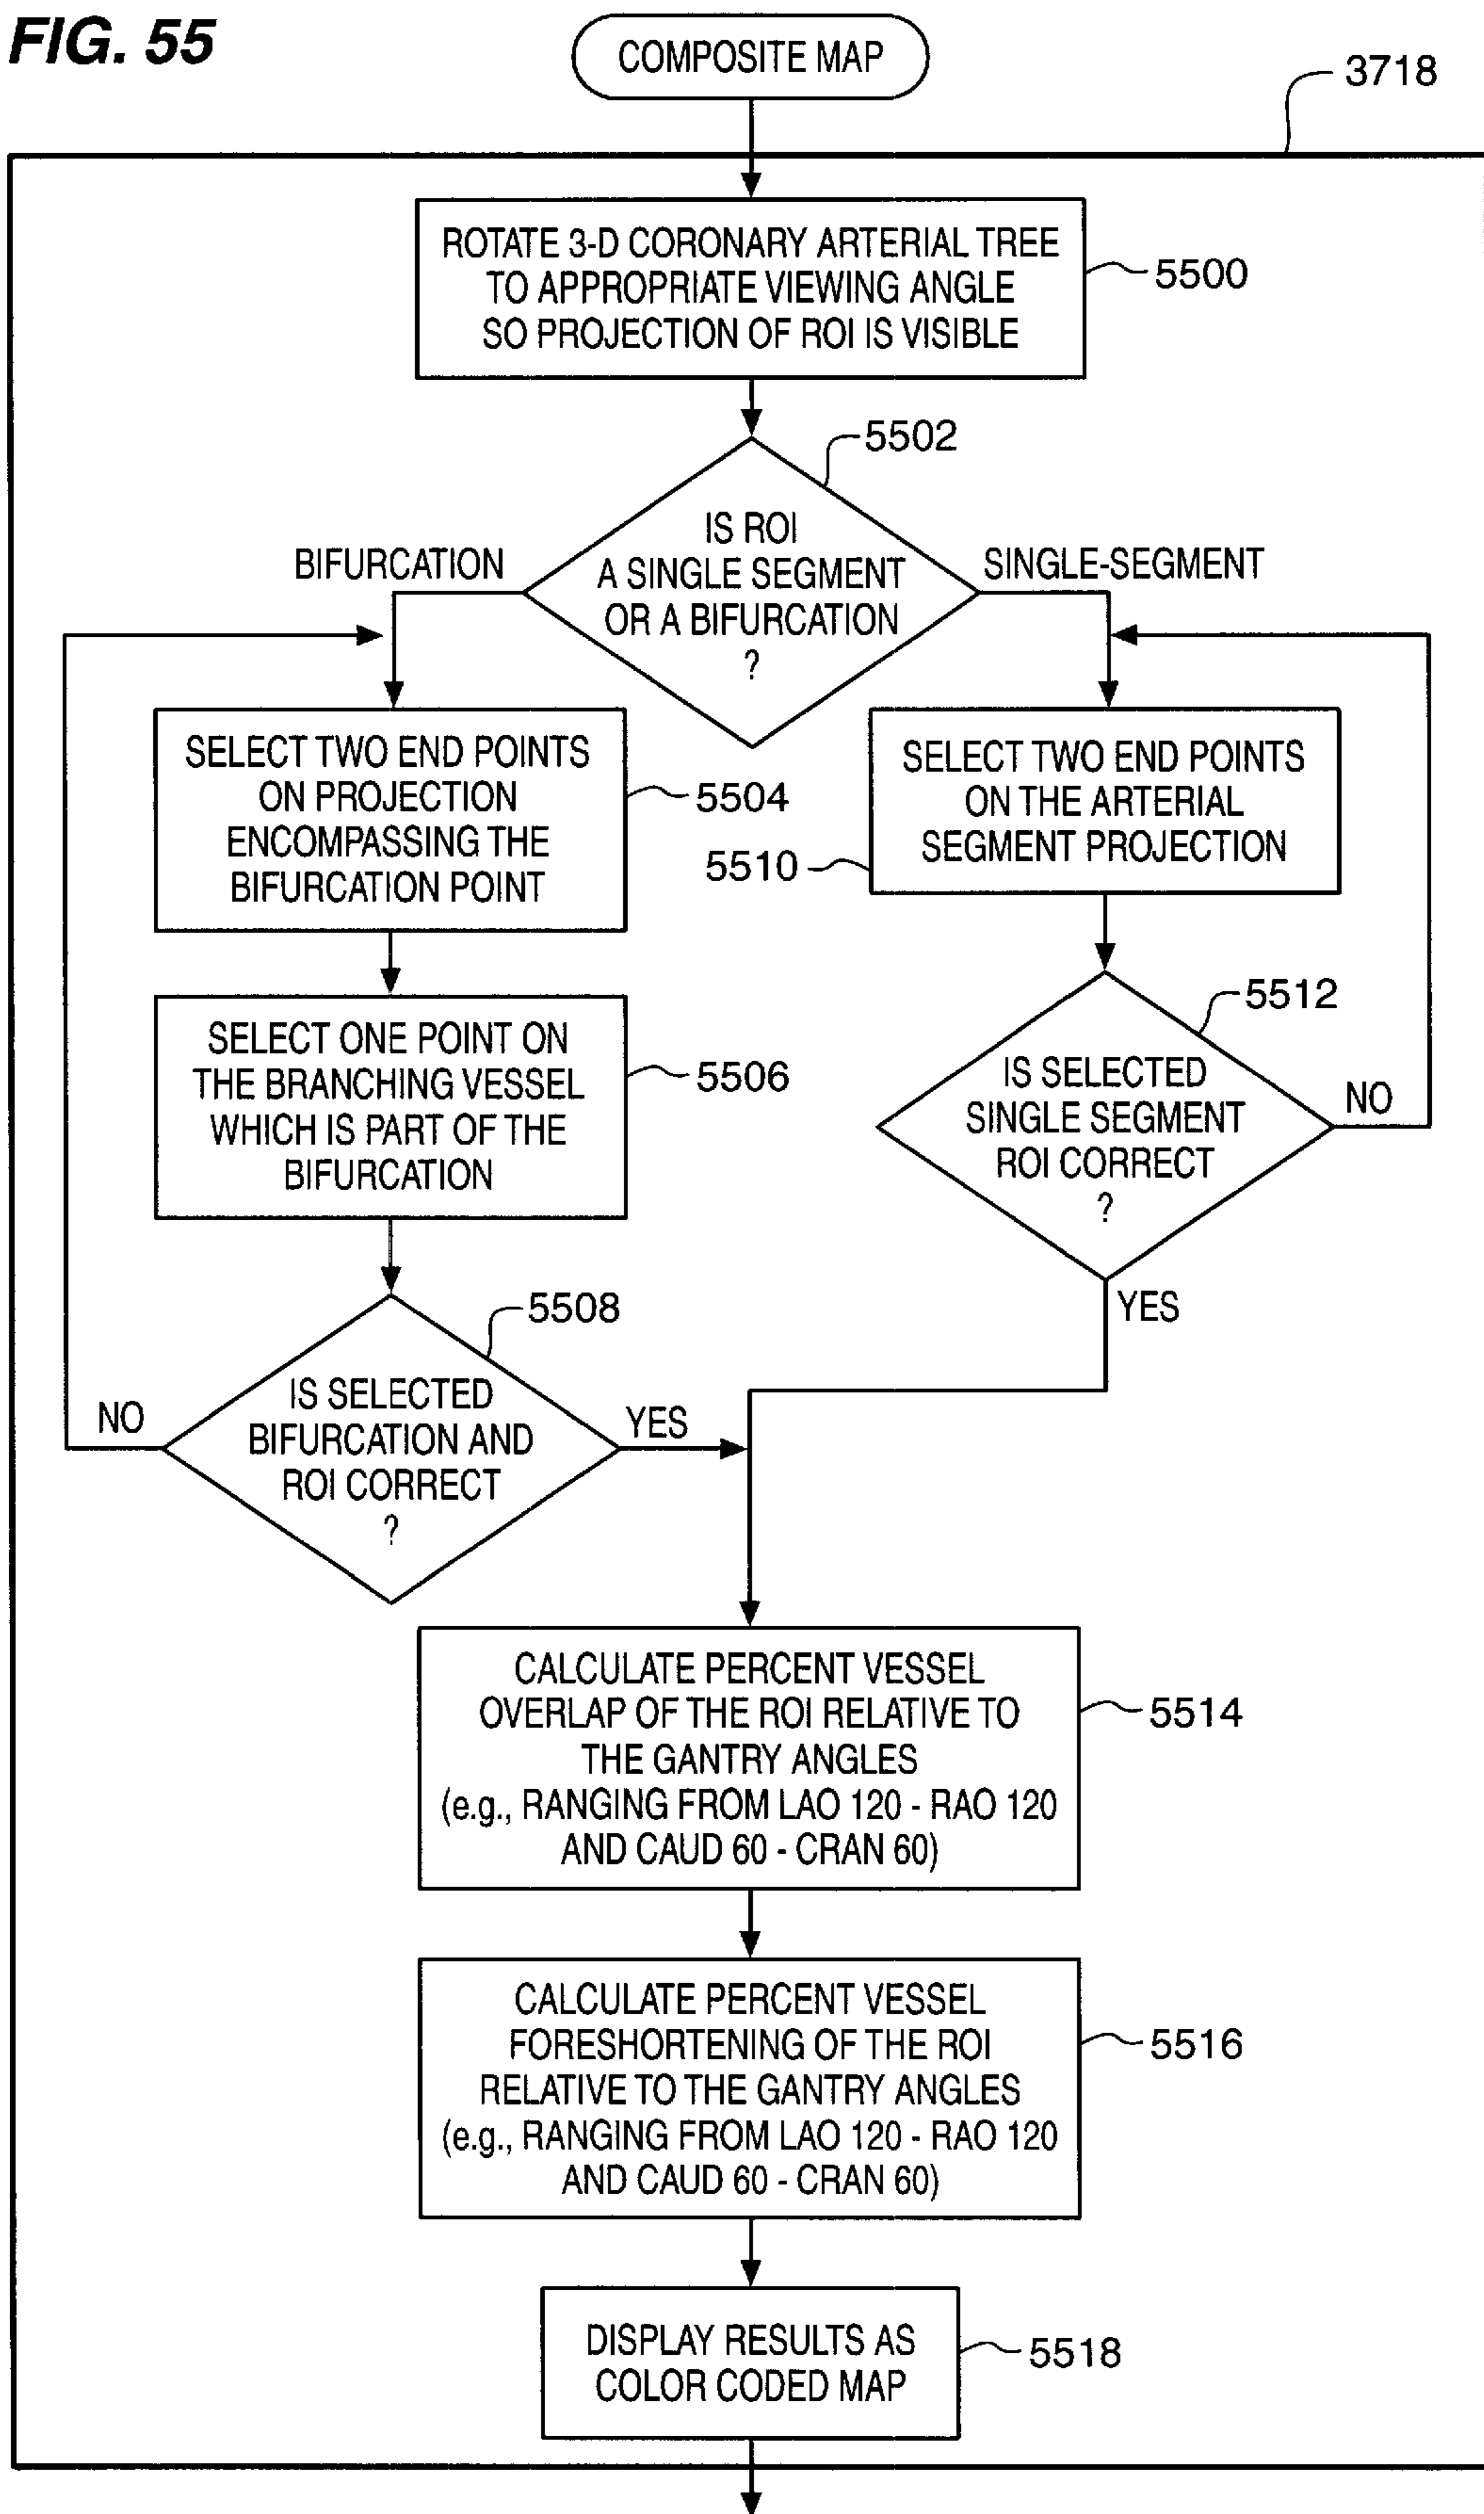 FIG. 55
COMPOSITE MAP
3718
ROTATE 3-D CORONARY ARTERIAL TREE
TO APPROPRIATE VIEWING ANGLE
SO PROJECTION OF ROI IS VISIBLE
5500
5502
IS ROI
A SINGLE SEGMENT
OR A BIFURCATION
?
BIFURCATION
SINGLE-SEGMENT
SELECT TWO END POINTS
ON PROJECTION
ENCOMPASSING THE
BIFURCATION POINT
5504
SELECT TWO END POINTS
ON THE ARTERIAL
SEGMENT PROJECTION
5510
SELECT ONE POINT ON
THE BRANCHING VESSEL
WHICH IS PART OF THE
BIFURCATION
5506
5512
IS SELECTED
SINGLE SEGMENT
ROI CORRECT
?
NO
YES
5508
IS SELECTED
BIFURCATION AND
ROI CORRECT
?
NO
YES
CALCULATE PERCENT VESSEL
OVERLAP OF THE ROI RELATIVE TO
THE GANTRY ANGLES
(e.g., RANGING FROM LAO 120 - RAO 120
AND CAUD 60 - CRAN 60)
5514
CALCULATE PERCENT VESSEL
FORESHORTENING OF THE ROI
RELATIVE TO THE GANTRY ANGLES
(e.g., RANGING FROM LAO 120 - RAO 120
AND CAUD 60 - CRAN 60)
5516
DISPLAY RESULTS AS
COLOR CODED MAP
5518